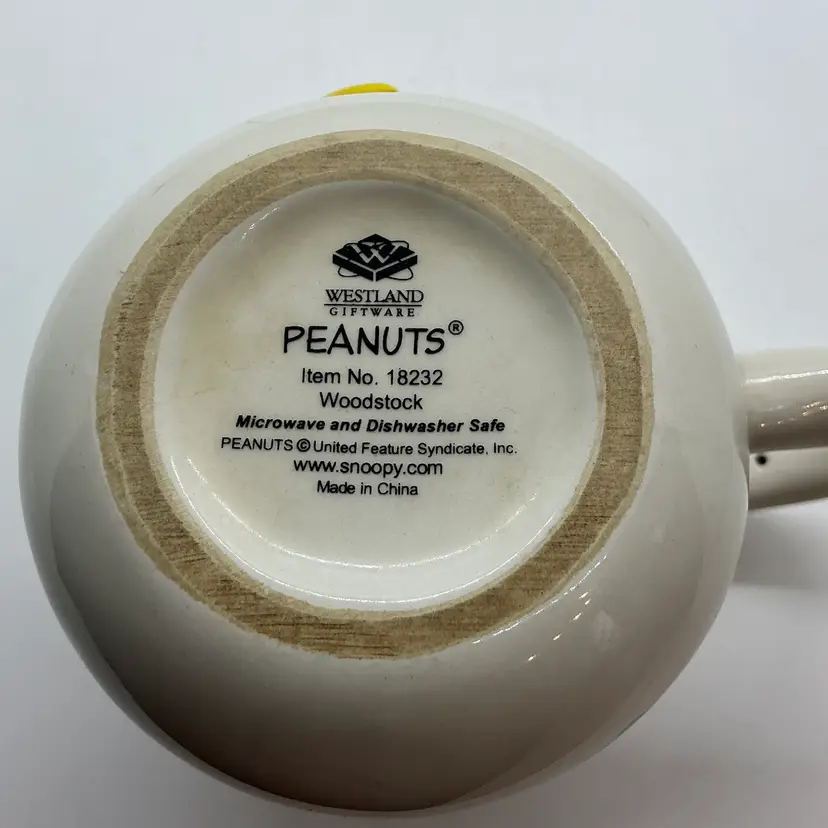 W
WESTLAND
GIFTWARE
PEANUTS®
Item No. 18232
Woodstock
Microwave and Dishwasher Safe
PEANUTS © United Feature Syndicate, Inc.
www.snoopy.com
Made in China